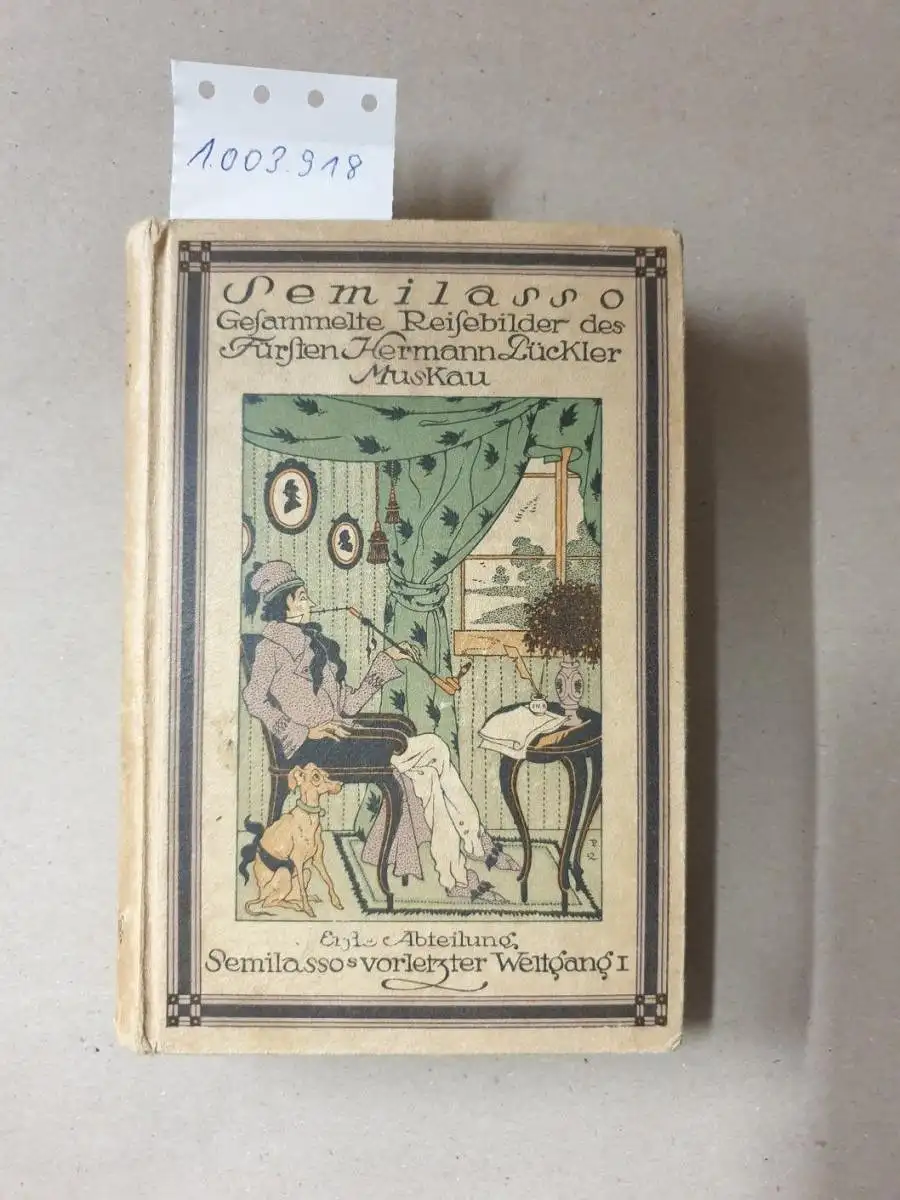 1.003.918
Semilasso
Geſammelte Reiſebilder des
Fürſten Hermann Pückler
Muskau
Erſte Abteilung,
Semilassos vorletzter Weltgang I